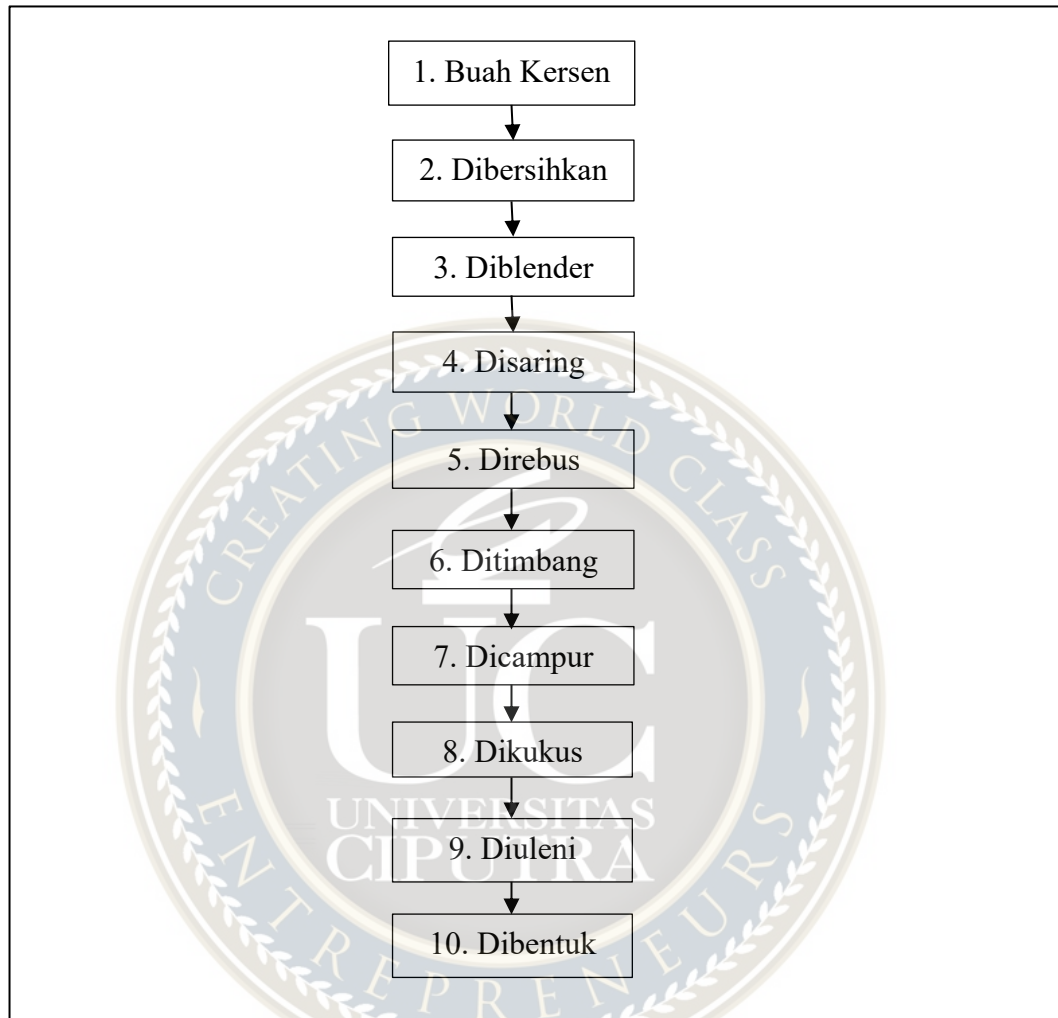 1. Buah Kersen
2. Dibersihkan
3. Diblender
4. Disaring
CREATING WORLD CLASS
5. Direbus
6. Ditimbang
UC
7. Dicampur
8. Dikukus
UNIVERSITAS
CIPUTRA
9. Diuleni
10. Dibentuk
ENTREPRENEURS